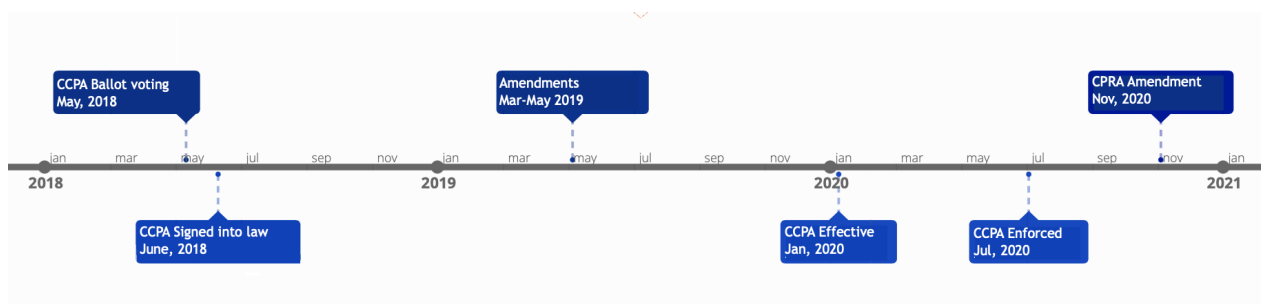 CCPA Ballot voting
May, 2018
Amendments
Mar-May 2019
CPRA Amendment
Nov, 2020
jan mar may jul sep nov jan mar may jul sep nov jan mar may jul sep nov jan
2018 2019 2020 2021
CCPA Signed into law
June, 2018
CCPA Effective
Jan, 2020
CCPA Enforced
Jul, 2020